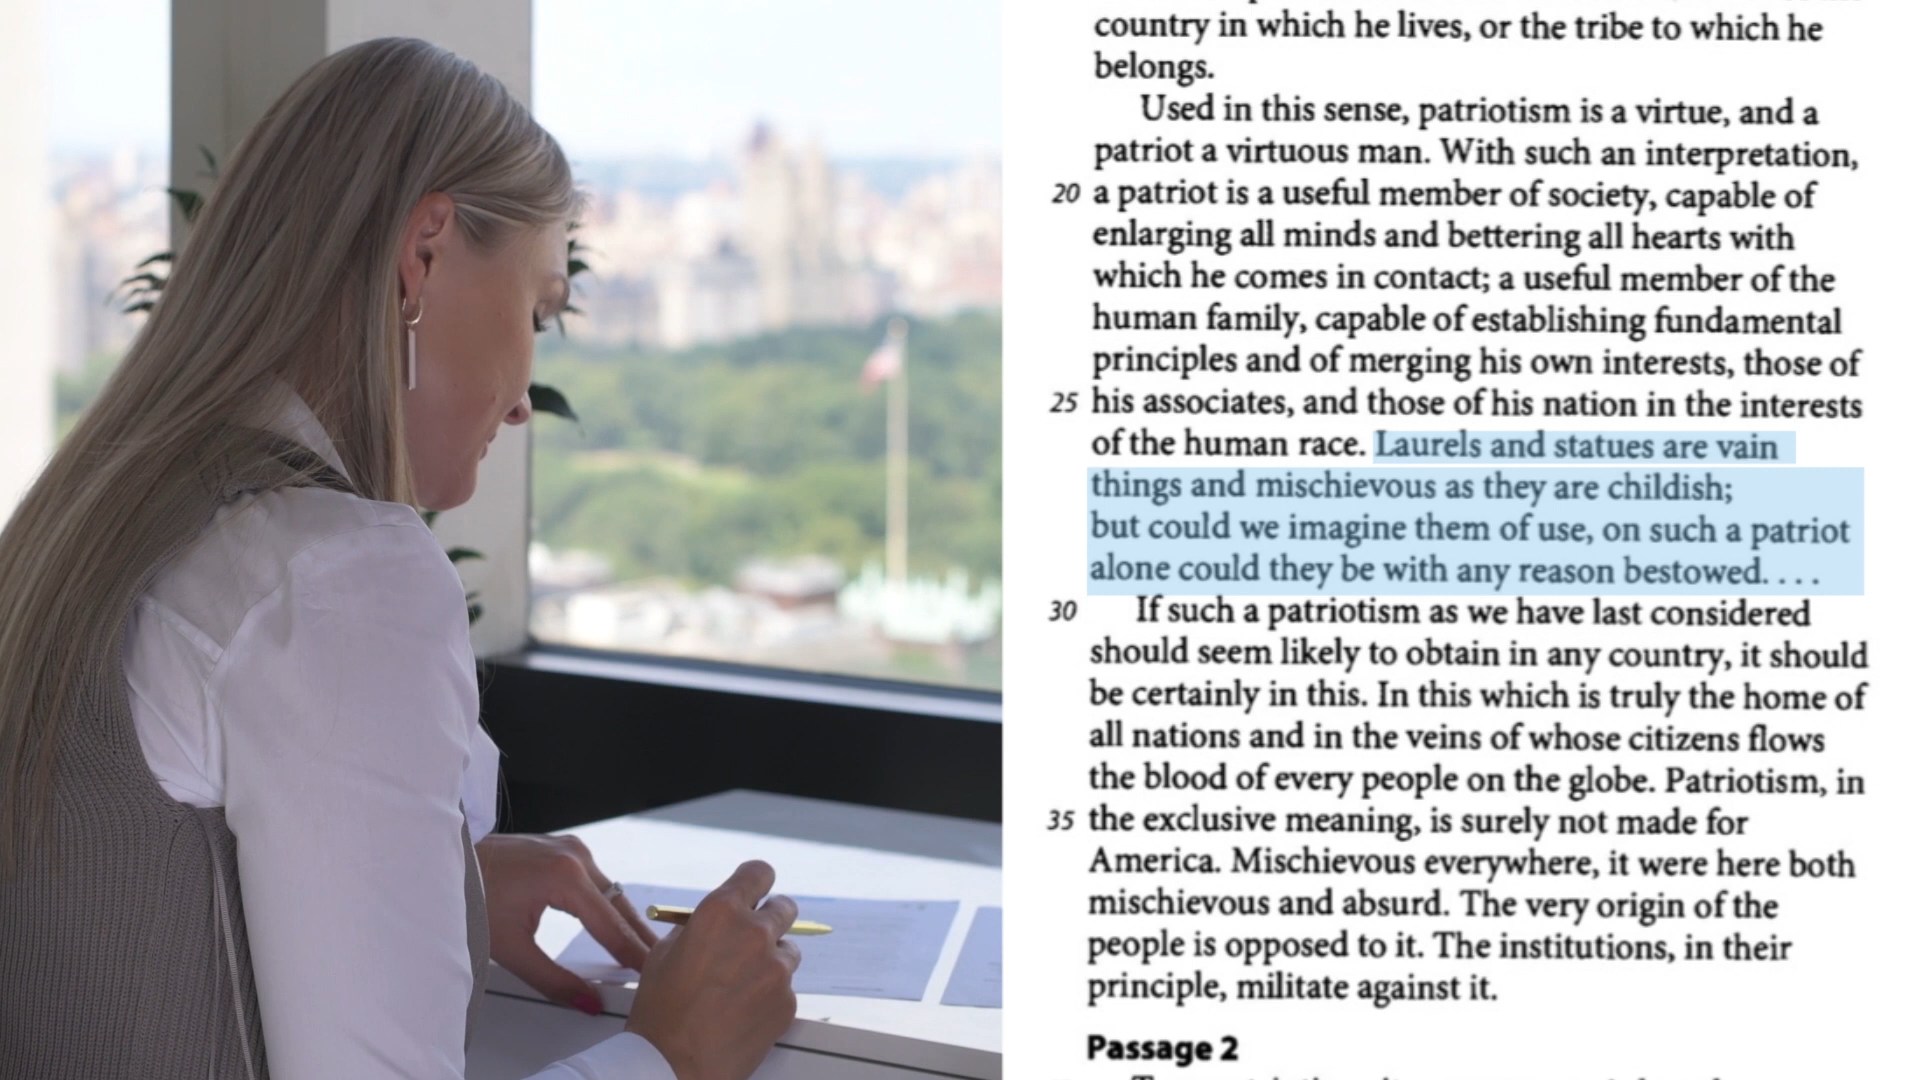 country in which he lives, or the tribe to which he
belongs.
Used in this sense, patriotism is a virtue, and a
patriot a virtuous man. With such an interpretation,
20 a patriot is a useful member of society, capable of
enlarging all minds and bettering all hearts with
which he comes in contact; a useful member of the
human family, capable of establishing fundamental
principles and of merging his own interests, those of
25 his associates, and those of his nation in the interests
of the human race. Laurels and statues are vain
things and mischievous as they are childish;
but could we imagine them of use, on such a patriot
alone could they be with any reason bestowed. . . .
30 If such a patriotism as we have last considered
should seem likely to obtain in any country, it should
be certainly in this. In this which is truly the home of
all nations and in the veins of whose citizens flows
the blood of every people on the globe. Patriotism, in
35 the exclusive meaning, is surely not made for
America. Mischievous everywhere, it were here both
mischievous and absurd. The very origin of the
people is opposed to it. The institutions, in their
principle, militate against it.
Passage 2